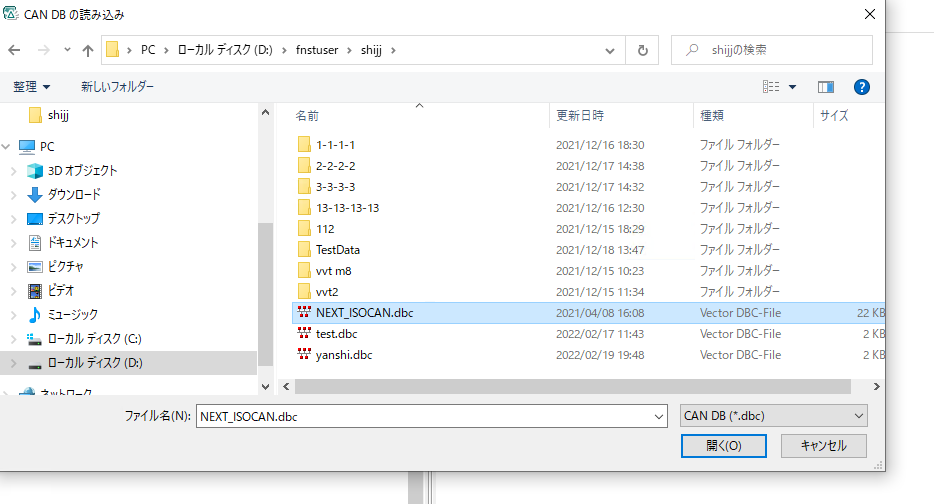 CAN DB の読み込み
PC › ローカル ディスク (D:) › fnstuser › shijj ›
shijjの検索
整理 新しいフォルダー
shijj
PC
3D オブジェクト
ダウンロード
デスクトップ
ドキュメント
ピクチャ
ビデオ
ミュージック
ローカル ディスク (C:)
ローカル ディスク (D:)
ネットワーク
名前 更新日時 種類 サイズ
1-1-1-1 2021/12/16 18:30 ファイル フォルダー
2-2-2-2 2021/12/17 14:38 ファイル フォルダー
3-3-3-3 2021/12/17 14:32 ファイル フォルダー
13-13-13-13 2021/12/16 12:30 ファイル フォルダー
112 2021/12/15 18:29 ファイル フォルダー
TestData 2021/12/18 13:47 ファイル フォルダー
vvt m8 2021/12/15 10:23 ファイル フォルダー
vvt2 2021/12/15 11:34 ファイル フォルダー
NEXT_ISOCAN.dbc 2021/04/08 16:08 Vector DBC-File 22 KB
test.dbc 2022/02/17 11:43 Vector DBC-File 2 KB
yanshi.dbc 2022/02/19 19:48 Vector DBC-File 2 KB
ファイル名(N): NEXT_ISOCAN.dbc CAN DB (*.dbc)
開く(O) キャンセル